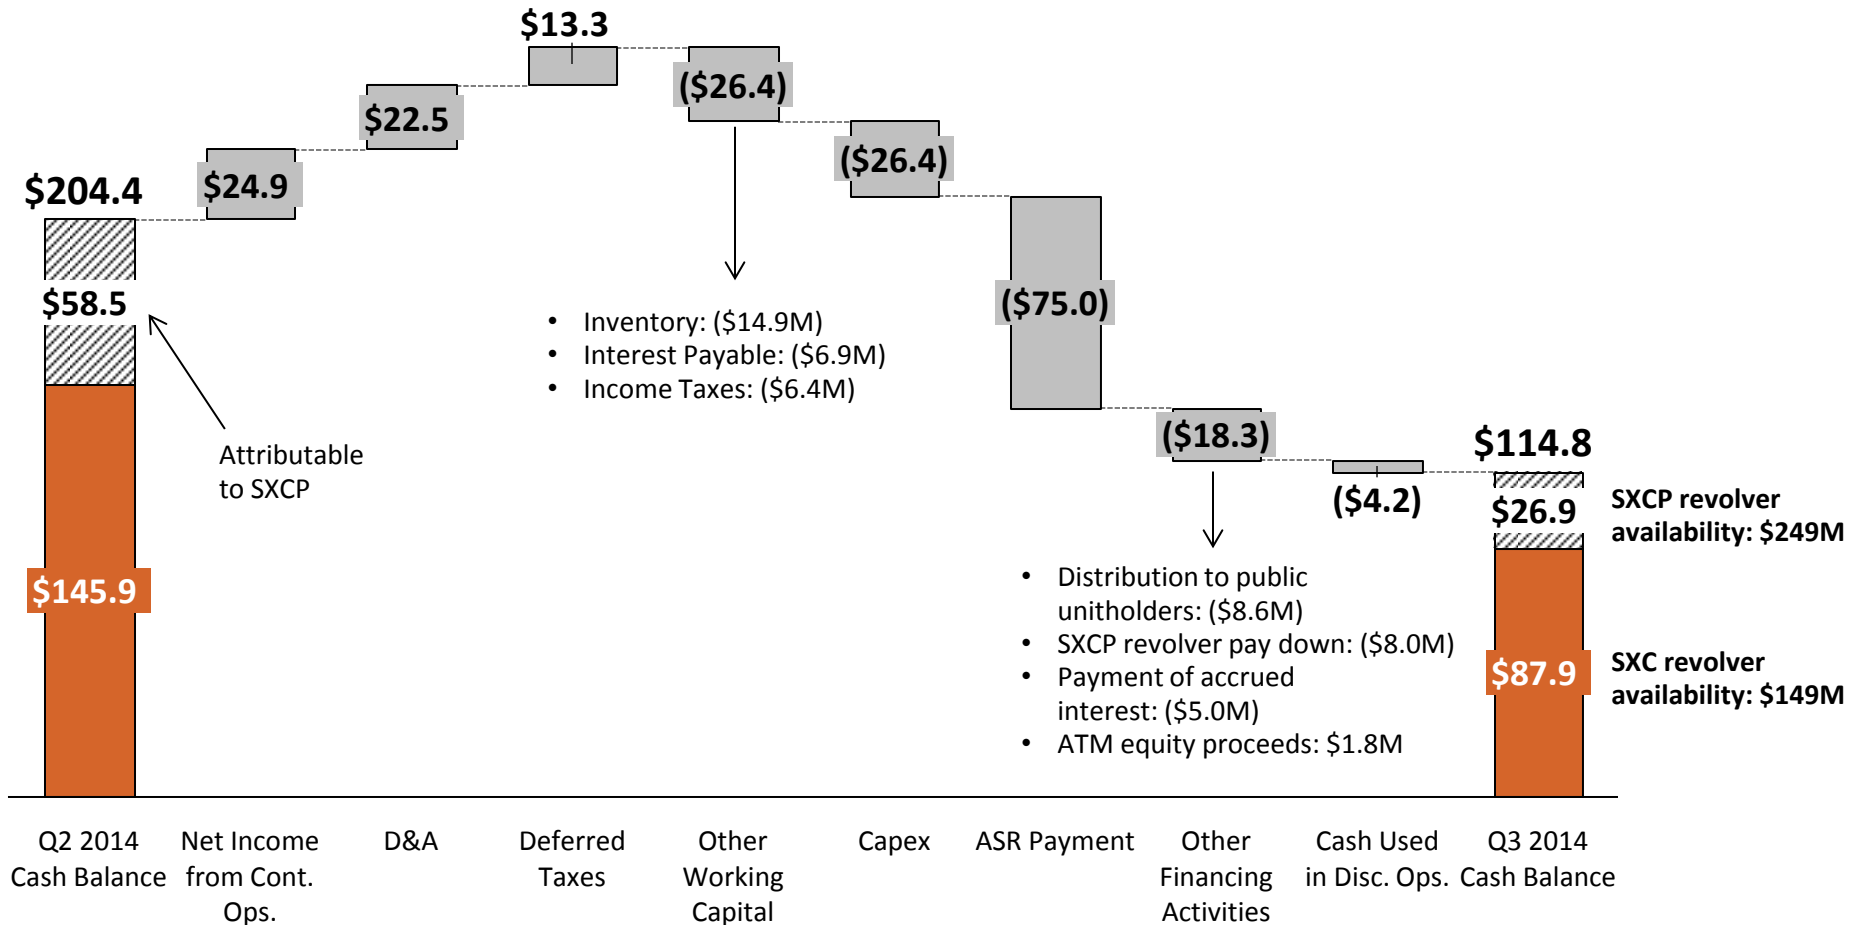 $13.3
($26.4)
$22.5
($26.4)
$204.4
$24.9
$58.5
($75.0)
• Inventory: ($14.9M)
• Interest Payable: ($6.9M)
• Income Taxes: ($6.4M)
Attributable
to SXCP
($18.3)
$114.8
($4.2)
$26.9
SXCP revolver
availability: $249M
$145.9
• Distribution to public
unitholders: ($8.6M)
• SXCP revolver pay down: ($8.0M)
• Payment of accrued
interest: ($5.0M)
• ATM equity proceeds: $1.8M
$87.9
SXC revolver
availability: $149M
Q2 2014
Cash Balance
Net Income
from Cont.
Ops.
D&A
Deferred
Taxes
Other
Working
Capital
Capex
ASR Payment
Other
Financing
Activities
Cash Used
in Disc. Ops.
Q3 2014
Cash Balance